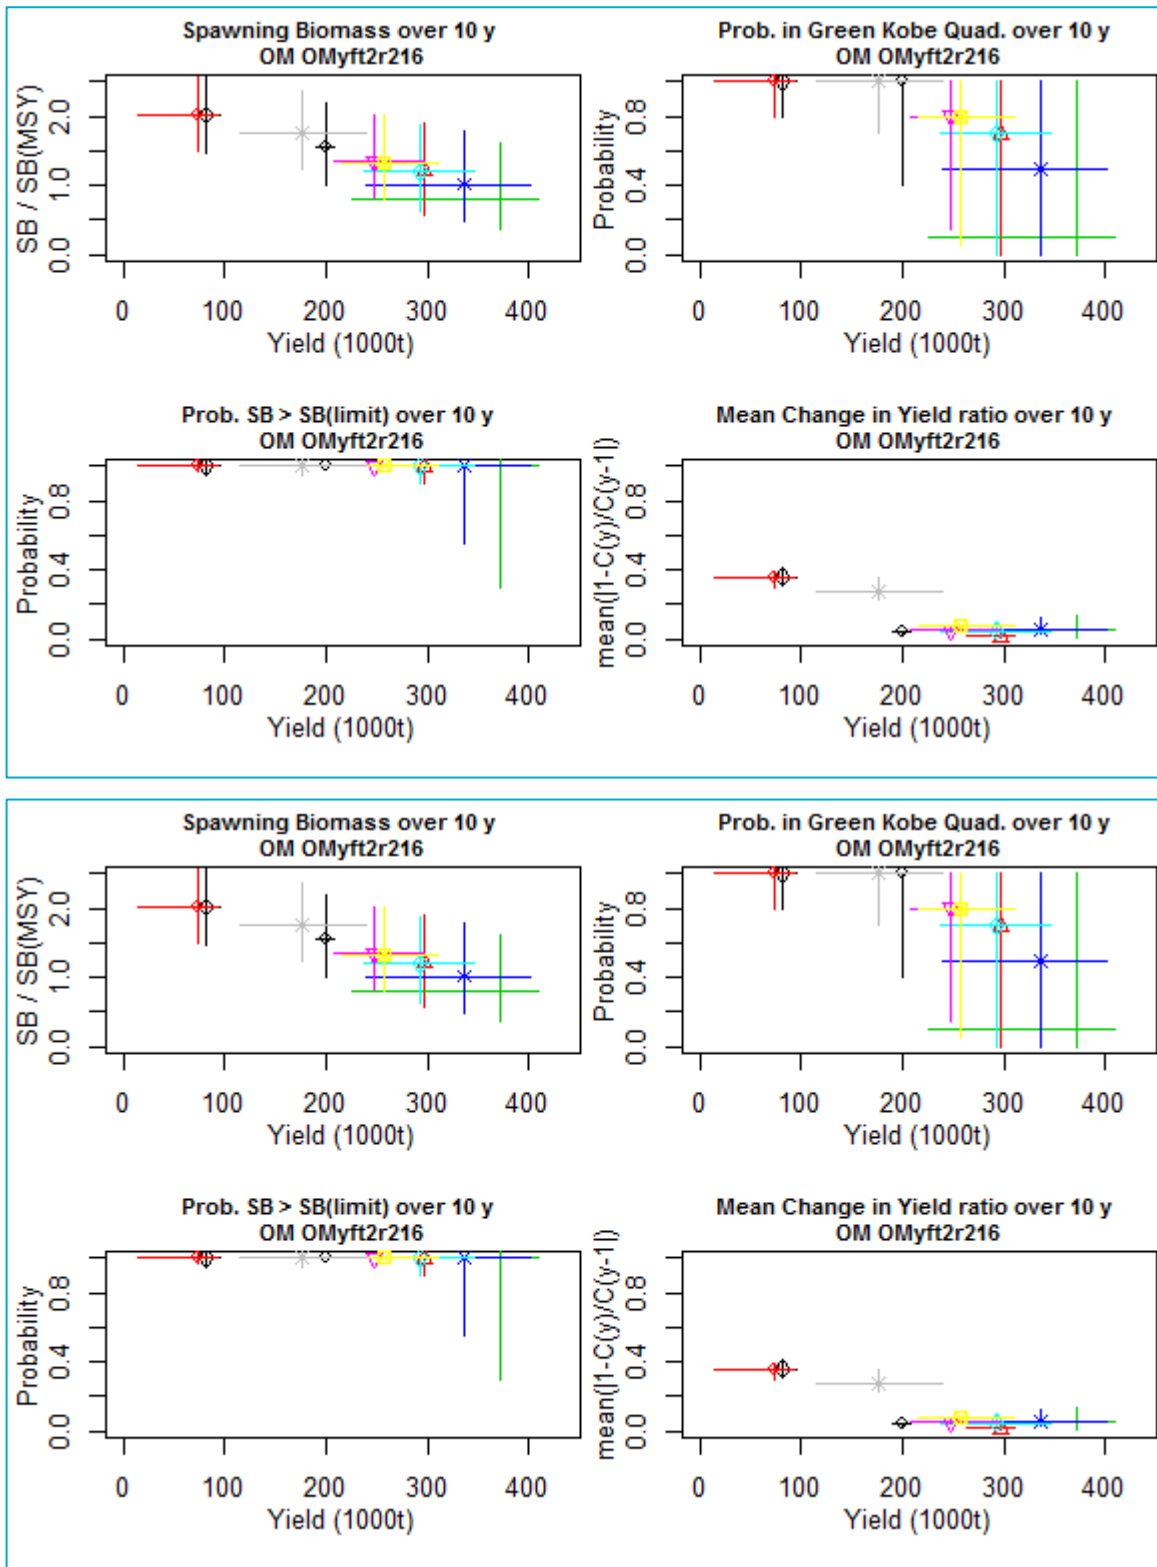 Spawning Biomass over 10 y
OM OMyft2r216
SB / SB(MSY)
0.0 1.0 2.0
0 100 200 300 400
Yield (1000t)
Prob. in Green Kobe Quad. over 10 y
OM OMyft2r216
Probability
0.0 0.4 0.8
0 100 200 300 400
Yield (1000t)
Prob. SB > SB(limit) over 10 y
OM OMyft2r216
Probability
0.0 0.4 0.8
0 100 200 300 400
Yield (1000t)
Mean Change in Yield ratio over 10 y
OM OMyft2r216
mean(|1-C(y)/C(y-1|)
0.0 0.4 0.8
0 100 200 300 400
Yield (1000t)
Spawning Biomass over 10 y
OM OMyft2r216
SB / SB(MSY)
0.0 1.0 2.0
0 100 200 300 400
Yield (1000t)
Prob. in Green Kobe Quad. over 10 y
OM OMyft2r216
Probability
0.0 0.4 0.8
0 100 200 300 400
Yield (1000t)
Prob. SB > SB(limit) over 10 y
OM OMyft2r216
Probability
0.0 0.4 0.8
0 100 200 300 400
Yield (1000t)
Mean Change in Yield ratio over 10 y
OM OMyft2r216
mean(|1-C(y)/C(y-1|)
0.0 0.4 0.8
0 100 200 300 400
Yield (1000t)